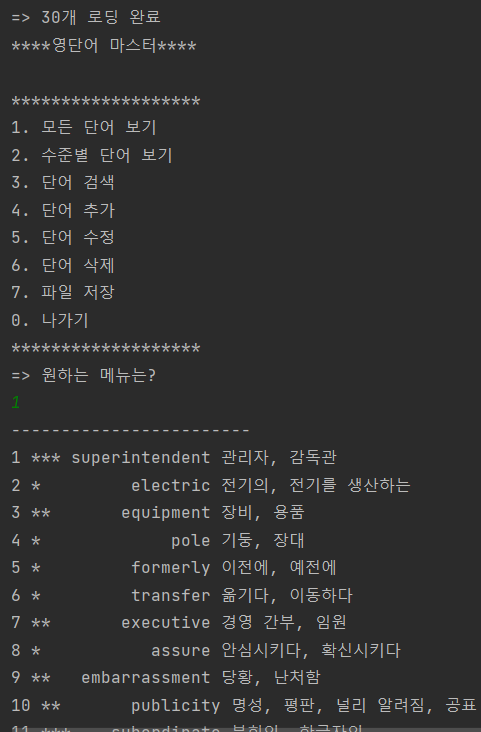 => 30개 로딩 완료
****영단어 마스터****
*******************
1. 모든 단어 보기
2. 수준별 단어 보기
3. 단어 검색
4. 단어 추가
5. 단어 수정
6. 단어 삭제
7. 파일 저장
0. 나가기
*******************
=> 원하는 메뉴는?
1
------------------------
1 *** superintendent 관리자, 감독관
2 * electric 전기의, 전기를 생산하는
3 ** equipment 장비, 용품
4 * pole 기둥, 장대
5 * formerly 이전에, 예전에
6 * transfer 옮기다, 이동하다
7 ** executive 경영 간부, 임원
8 * assure 안심시키다, 확신시키다
9 ** embarrassment 당황, 난처함
10 ** publicity 명성, 평판, 널리 알려짐, 공표
11 *** subordinate